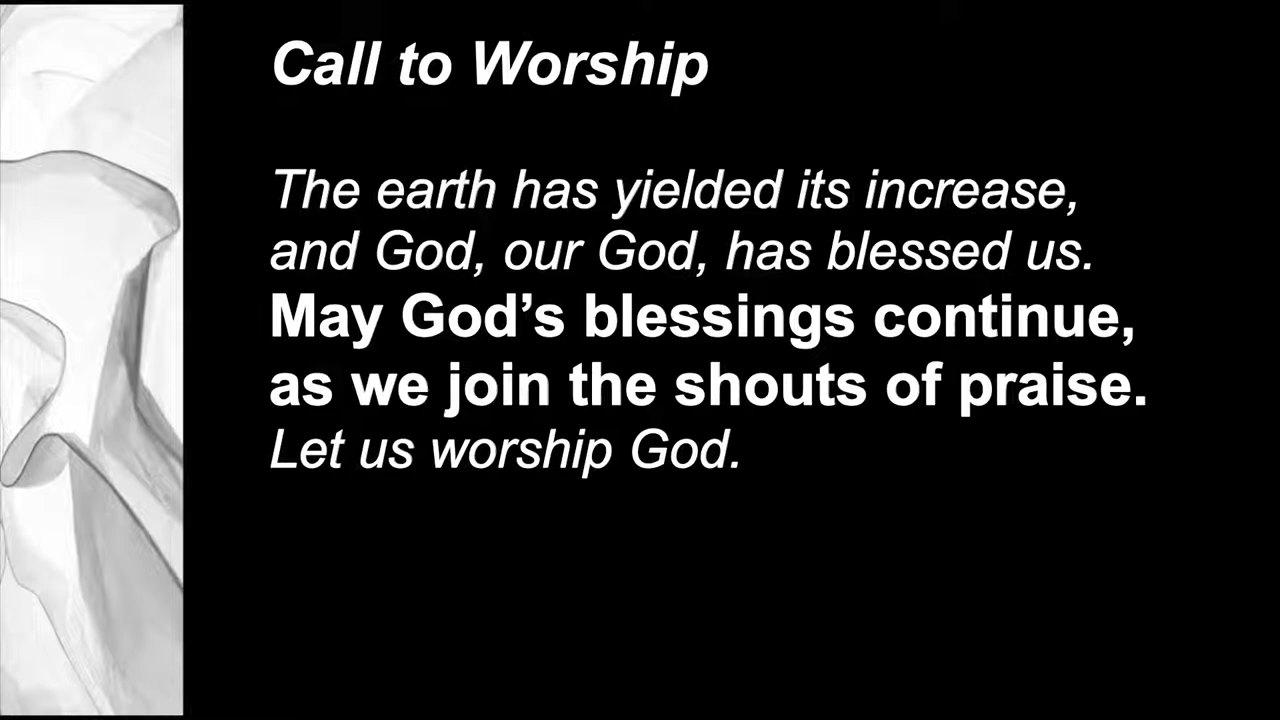 Call to Worship
The earth has yielded its increase,
and God, our God, has blessed us.
May God’s blessings continue,
as we join the shouts of praise.
Let us worship God.